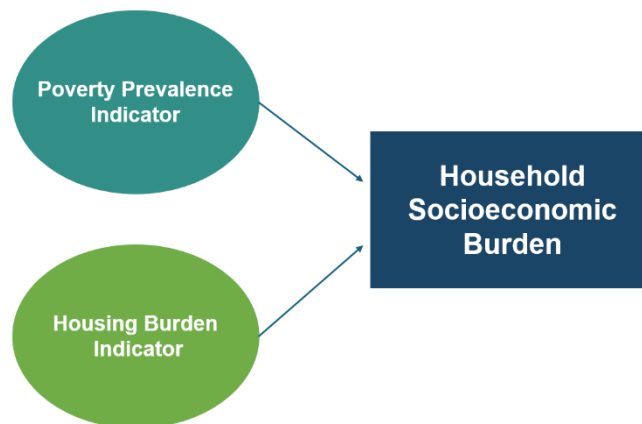 Poverty Prevalence
Indicator
Household
Socioeconomic
Burden
Housing Burden
Indicator